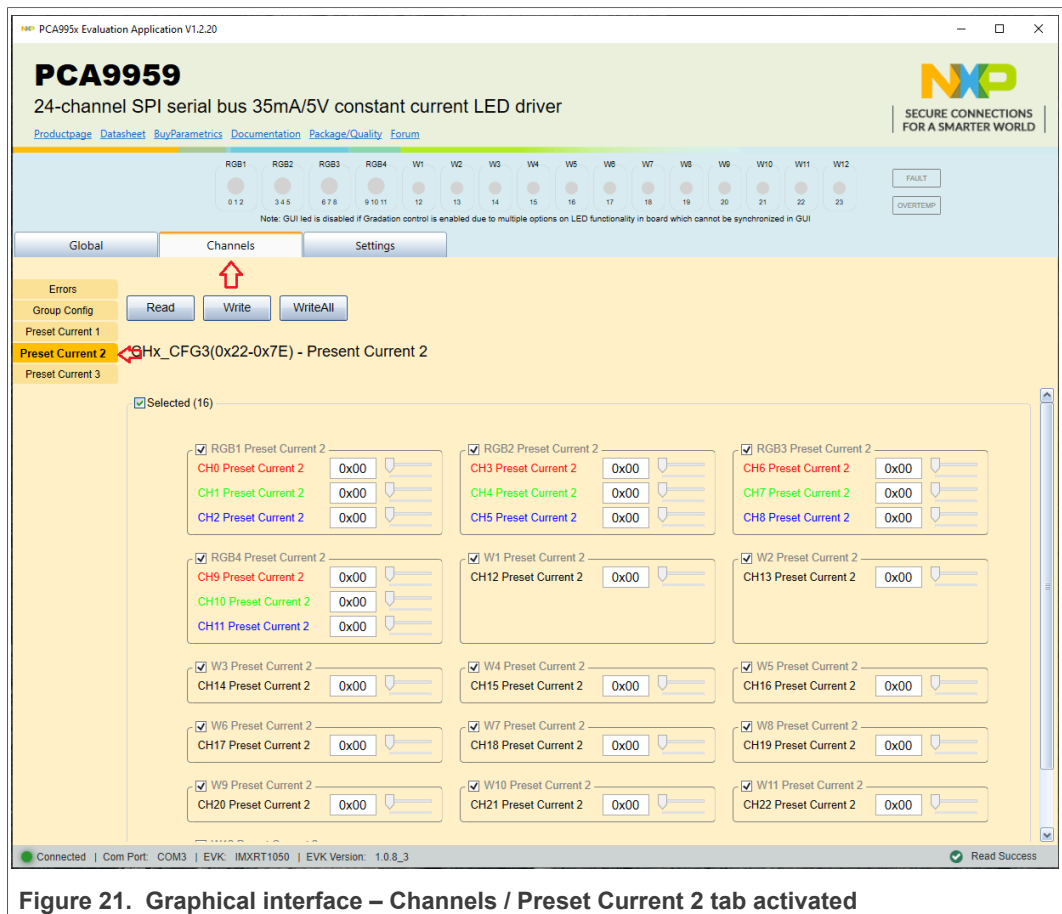 PCA995x Evaluation Application V1.2.20
PCA9959
24-channel SPI serial bus 35mA/5V constant current LED driver
Productpage Datasheet BuyParametrics Documentation Package/Quality Forum
NXP
SECURE CONNECTIONS
FOR A SMARTER WORLD
RGB1 RGB2 RGB3 RGB4 W1 W2 W3 W4 W5 W6 W7 W8 W9 W10 W11 W12
0 1 2 3 4 5 6 7 8 9 10 11 12 13 14 15 16 17 18 19 20 21 22 23
FAULT
OVERTEMP
Note: GUI led is disabled if Gradation control is enabled due to multiple options on LED functionality in board which cannot be synchronized in GUI
Global Channels Settings
Errors
Group Config
Preset Current 1
Preset Current 2
Preset Current 3
Read Write WriteAll
CHx_CFG3(0x22-0x7E) - Present Current 2
Selected (16)
RGB1 Preset Current 2 RGB2 Preset Current 2 RGB3 Preset Current 2
CH0 Preset Current 2 0x00 CH3 Preset Current 2 0x00 CH6 Preset Current 2 0x00
CH1 Preset Current 2 0x00 CH4 Preset Current 2 0x00 CH7 Preset Current 2 0x00
CH2 Preset Current 2 0x00 CH5 Preset Current 2 0x00 CH8 Preset Current 2 0x00
RGB4 Preset Current 2 W1 Preset Current 2 W2 Preset Current 2
CH9 Preset Current 2 0x00 CH12 Preset Current 2 0x00 CH13 Preset Current 2 0x00
CH10 Preset Current 2 0x00
CH11 Preset Current 2 0x00
W3 Preset Current 2 W4 Preset Current 2 W5 Preset Current 2
CH14 Preset Current 2 0x00 CH15 Preset Current 2 0x00 CH16 Preset Current 2 0x00
W6 Preset Current 2 W7 Preset Current 2 W8 Preset Current 2
CH17 Preset Current 2 0x00 CH18 Preset Current 2 0x00 CH19 Preset Current 2 0x00
W9 Preset Current 2 W10 Preset Current 2 W11 Preset Current 2
CH20 Preset Current 2 0x00 CH21 Preset Current 2 0x00 CH22 Preset Current 2 0x00
Connected | Com Port: COM3 | EVK: IMXRT1050 | EVK Version: 1.0.8_3 Read Success
Figure 21. Graphical interface – Channels / Preset Current 2 tab activated